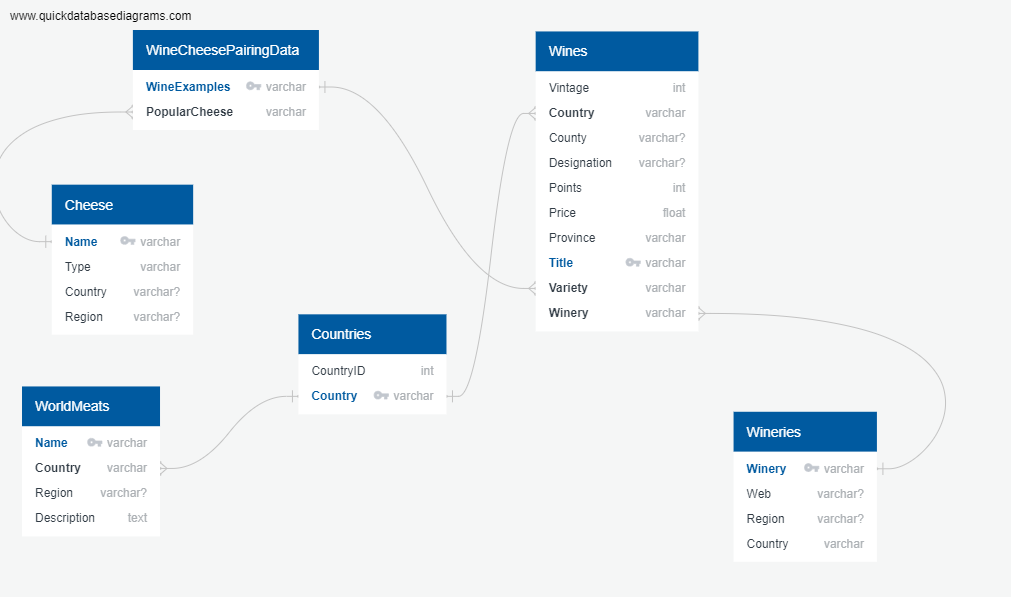 www.quickdatabasediagrams.com
WineCheesePairingData
WineExamples varchar
PopularCheese varchar
Wines
Vintage int
Country varchar
County varchar?
Designation varchar?
Points int
Price float
Province varchar
Title varchar
Variety varchar
Winery varchar
Cheese
Name varchar
Type varchar
Country varchar?
Region varchar?
Countries
CountryID int
Country varchar
WorldMeats
Name varchar
Country varchar
Region varchar?
Description text
Wineries
Winery varchar
Web varchar?
Region varchar?
Country varchar